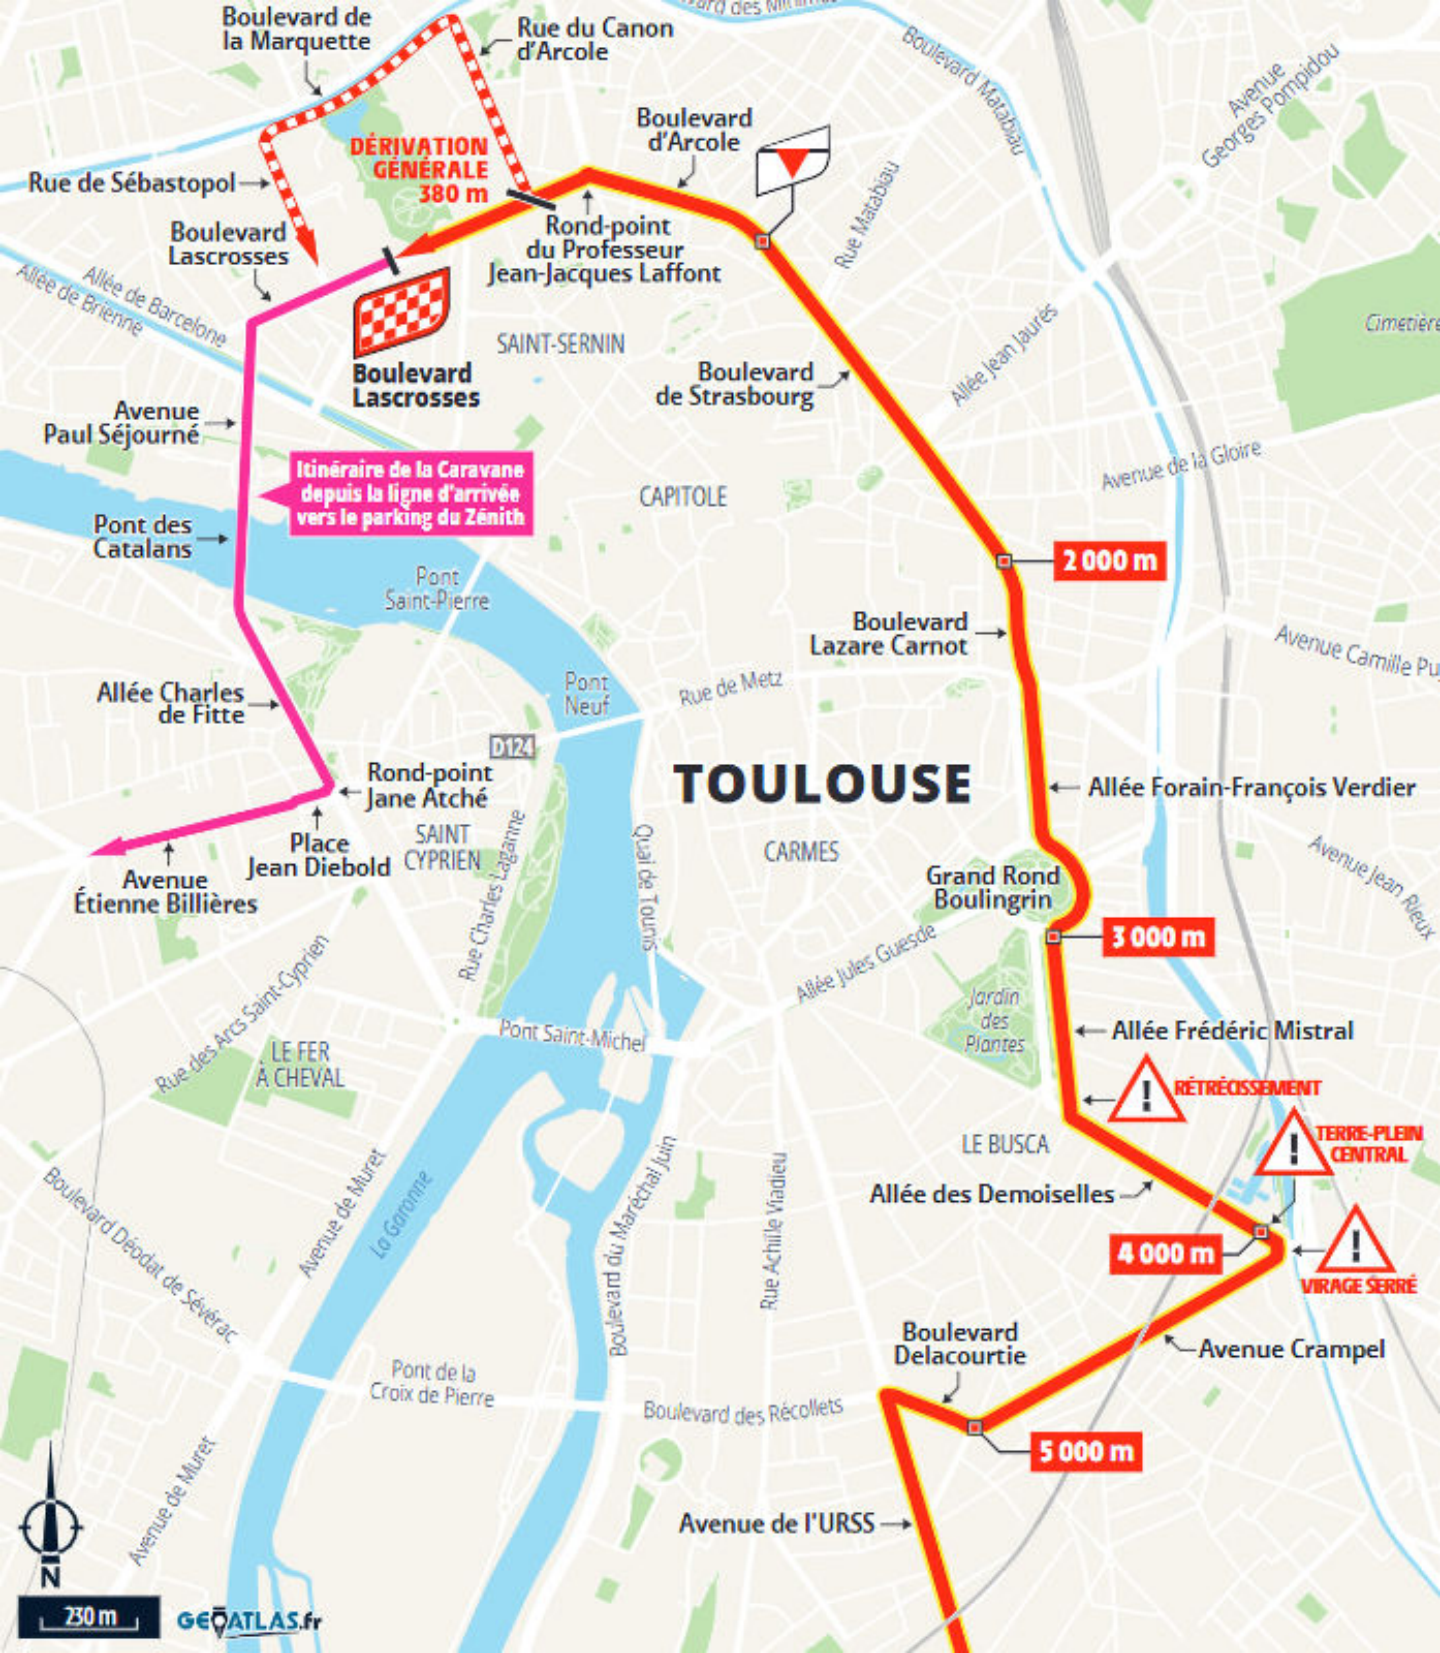 Boulevard de
la Marquette
Rue du Canon
d'Arcole
Boulevard Matabiau
Avenue
Georges Pompidou
Boulevard
d'Arcole
DÉRIVATION
GÉNÉRALE
380 m
Rue de Sébastopol
Rue Matabiau
Boulevard
Lascrosses
Rond-point
du Professeur
Jean-Jacques Laffont
Allée de Barcelone
Allée de Brienne
Cimetière
SAINT-SERNIN
Allée Jean Jaurès
Boulevard
Lascrosses
Boulevard
de Strasbourg
Avenue
Paul Séjourné
Itinéraire de la Caravane
depuis la ligne d'arrivée
vers le parking du Zénith
CAPITOLE
Avenue de la Gloire
Pont des
Catalans
2 000 m
Pont
Saint-Pierre
Boulevard
Lazare Carnot
Avenue Camille Pu
Allée Charles
de Fitte
Pont
Neuf
Rue de Metz
D124
TOULOUSE
Rond-point
Jane Atché
Allée Forain-François Verdier
Place
Jean Diebold
SAINT
CYPRIEN
CARMES
Avenue
Étienne Billières
Rue Charles Laganne
Quai de Tounis
Grand Rond
Boulingrin
Avenue Jean Rieux
3 000 m
Allée Jules Guesde
Rue des Arcs Saint-Cyprien
Jardin
des
Plantes
Allée Frédéric Mistral
Pont Saint-Michel
LE FER
À CHEVAL
!
RÉTRÉCISSEMENT
LE BUSCA
!
TERRE-PLEIN
CENTRAL
Allée des Demoiselles
Boulevard Déodat de Sévérac
Avenue de Muret
La Garonne
Boulevard du Maréchal Juin
Rue Achille Viadieu
4 000 m
!
VIRAGE SERRÉ
Boulevard
Delacourtie
Avenue Crampel
Pont de la
Croix de Pierre
Boulevard des Récollets
5 000 m
Avenue de Muret
Avenue de l'URSS
N
230 m
GEOATLAS.fr